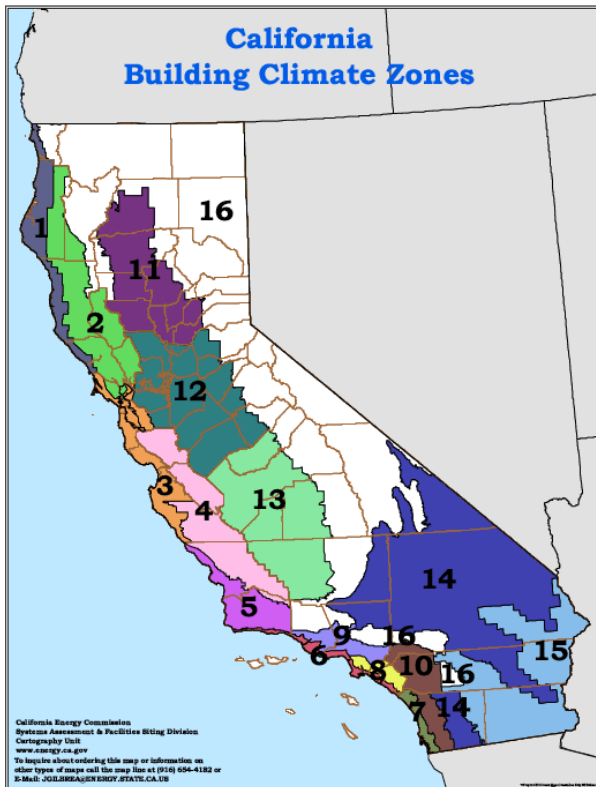 California
Building Climate Zones
16
1
11
2
12
3
13
4
14
5
9
16
6
15
8
10
16
7
14
California Energy Commission
Systems Assessment & Facilities Siting Division
Cartography Unit
www.energy.ca.gov
To inquire about ordering this map or information on
other types of maps call the map line at (916) 654-4182 or
E-Mail: JGILBREA@ENERGY.STATE.CA.US